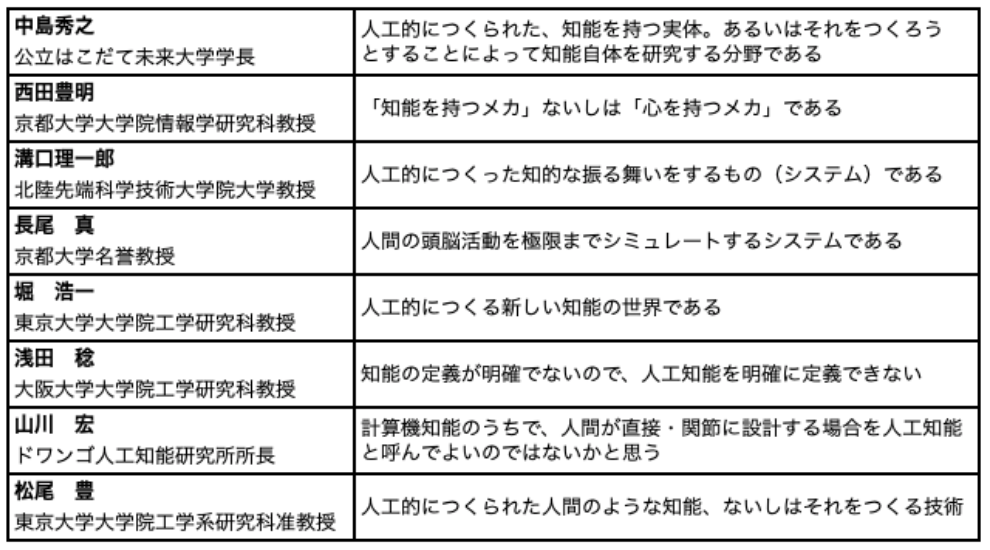 中島秀之
公立はこだて未来大学学長
人工的につくられた、知能を持つ実体。あるいはそれをつくろう
とすることによって知能自体を研究する分野である
西田豊明
京都大学大学院情報学研究科教授
「知能を持つメカ」ないしは「心を持つメカ」である
溝口理一郎
北陸先端科学技術大学院大学教授
人工的につくった知的な振る舞いをするもの（システム）である
長尾　真
京都大学名誉教授
人間の頭脳活動を極限までシミュレートするシステムである
堀　浩一
東京大学大学院工学研究科教授
人工的につくる新しい知能の世界である
浅田　稔
大阪大学大学院工学研究科教授
知能の定義が明確でないので、人工知能を明確に定義できない
山川　宏
ドワンゴ人工知能研究所所長
計算機知能のうちで、人間が直接・関節に設計する場合を人工知能
と呼んでよいのではないかと思う
松尾　豊
東京大学大学院工学系研究科准教授
人工的につくられた人間のような知能、ないしはそれをつくる技術